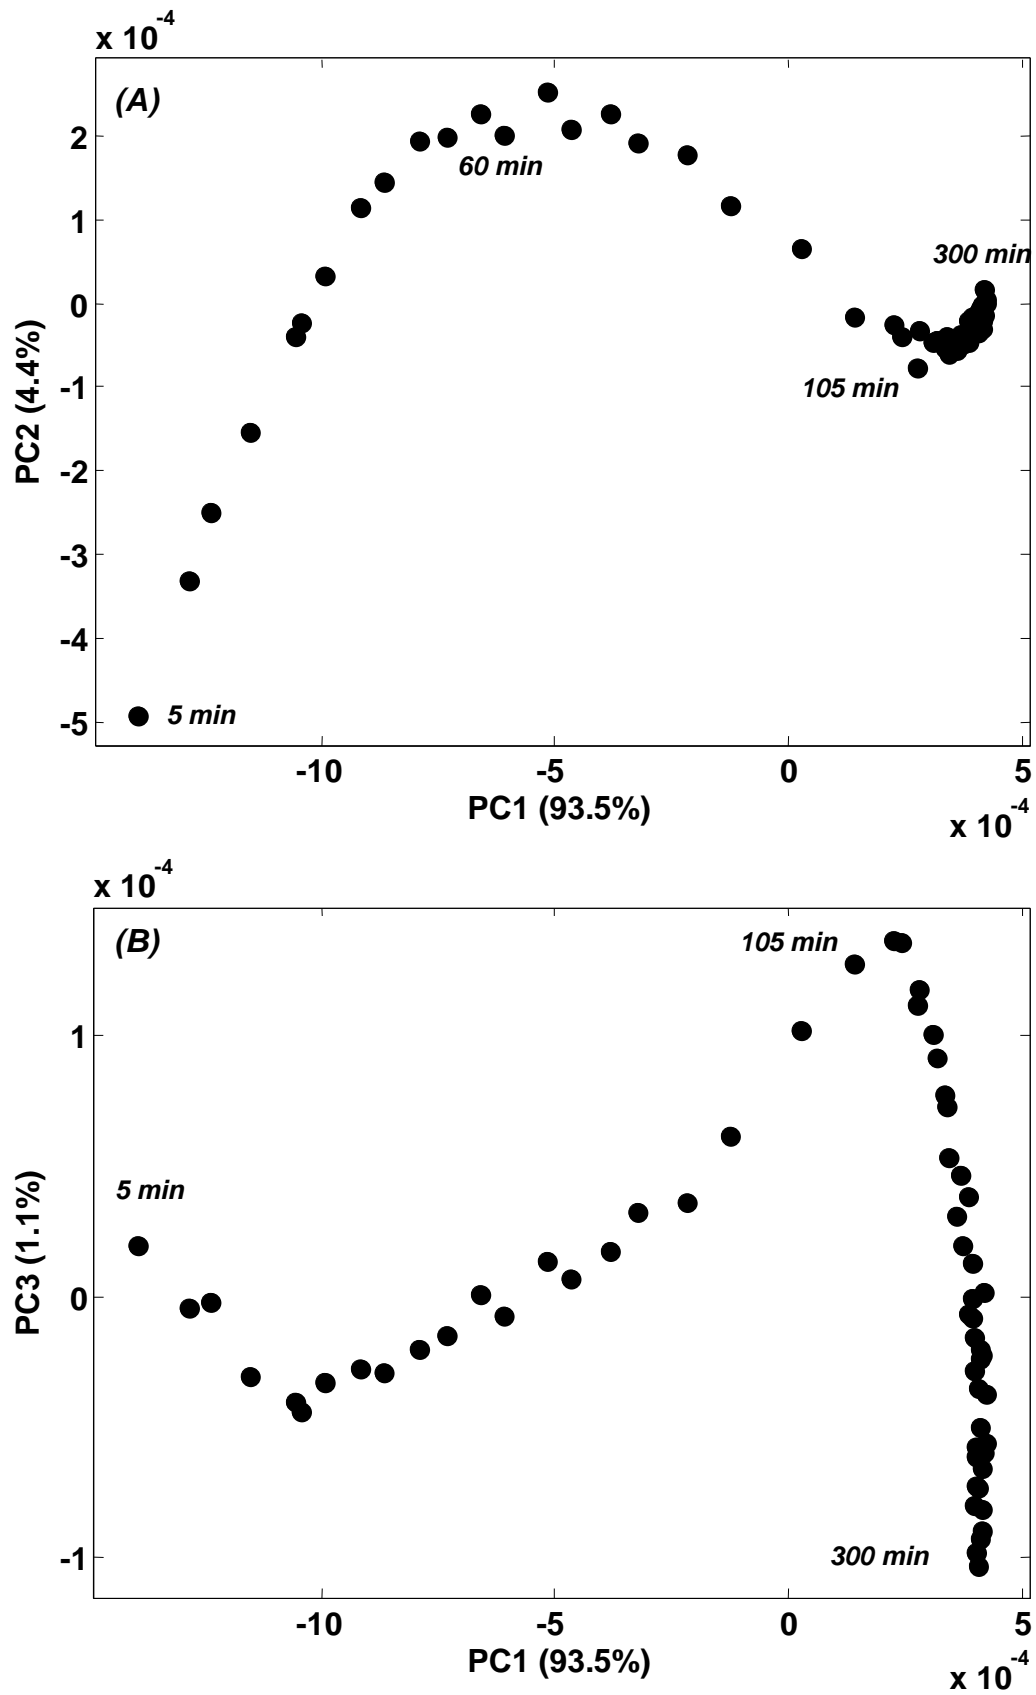 x 10^-4
(A)
2
60 min
1
300 min
0
105 min
-1
-2
-3
-4
-5
5 min
PC2 (4.4%)
-10
-5
0
5
PC1 (93.5%)
x 10^-4
x 10^-4
(B)
105 min
1
5 min
0
300 min
-1
PC3 (1.1%)
-10
-5
0
5
PC1 (93.5%)
x 10^-4